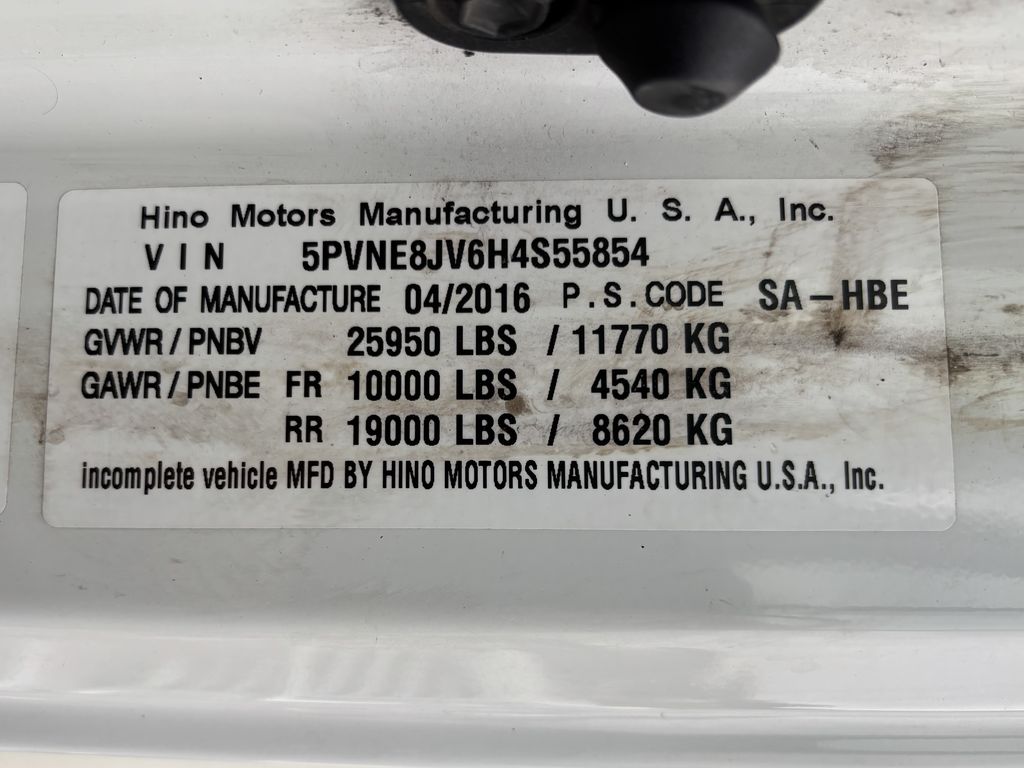 Hino Motors Manufacturing U. S. A., Inc.
V I N 5PVNE8JV6H4S55854
DATE OF MANUFACTURE 04/2016 P.S.CODE SA-HBE
GVWR/PNBV 25950 LBS / 11770 KG
GAWR/PNBE FR 10000 LBS / 4540 KG
RR 19000 LBS / 8620 KG
incomplete vehicle MFD BY HINO MOTORS MANUFACTURING U.S.A., Inc.